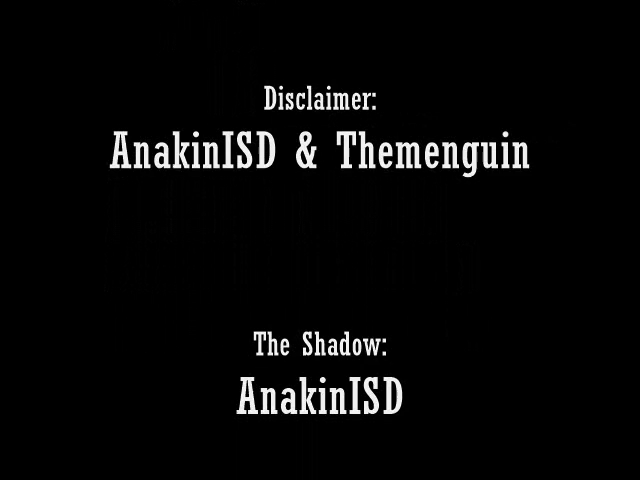 Disclaimer:
AnakinISD & Themenguin
The Shadow:
AnakinISD